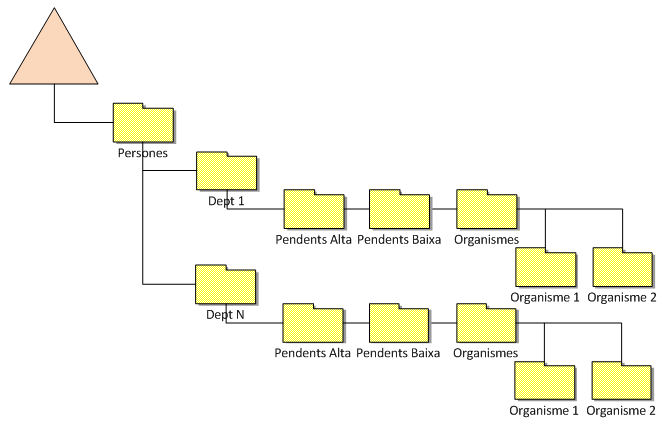 Persones
Dept 1
Pendents Alta
Pendents Baixa
Organismes
Organisme 1
Organisme 2
Dept N
Pendents Alta
Pendents Baixa
Organismes
Organisme 1
Organisme 2